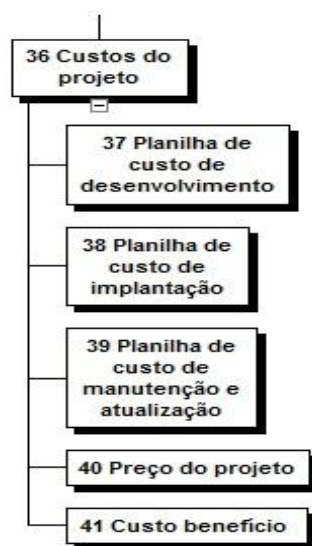 36 Custos do
projeto
37 Planilha de
custo de
desenvolvimento
38 Planilha de
custo de
implantação
39 Planilha de
custo de
manutenção e
atualização
40 Preço do projeto
41 Custo benefício